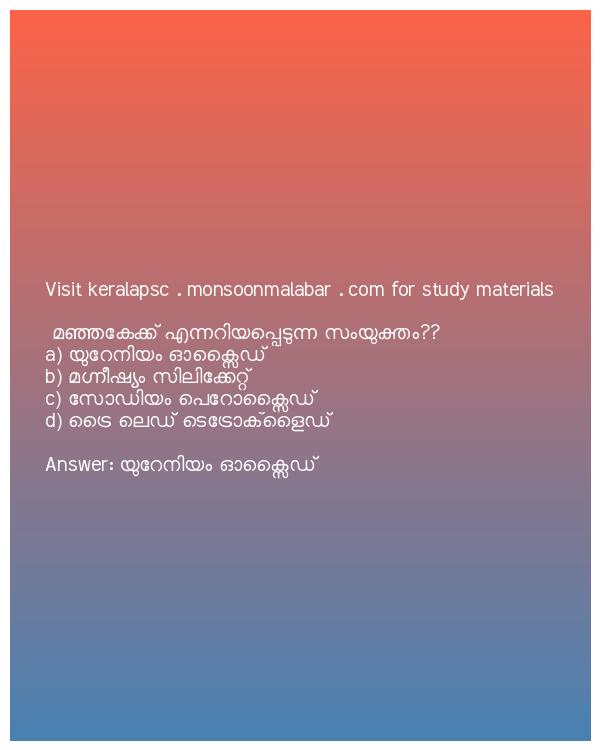 Visit keralapsc . monsoonmalabar . com for study materials
മഞ്ഞകേക്ക് എന്നറിയപ്പെടുന്ന സംയുക്തം??
a) യുറേനിയം ഓക്സൈഡ്
b) മഗ്നീഷ്യം സിലിക്കേറ്റ്
c) സോഡിയം പെറോക്സൈഡ്
d) ട്രൈ ലെഡ് ടെട്രോക്ളൈഡ്
Answer: യുറേനിയം ഓക്സൈഡ്